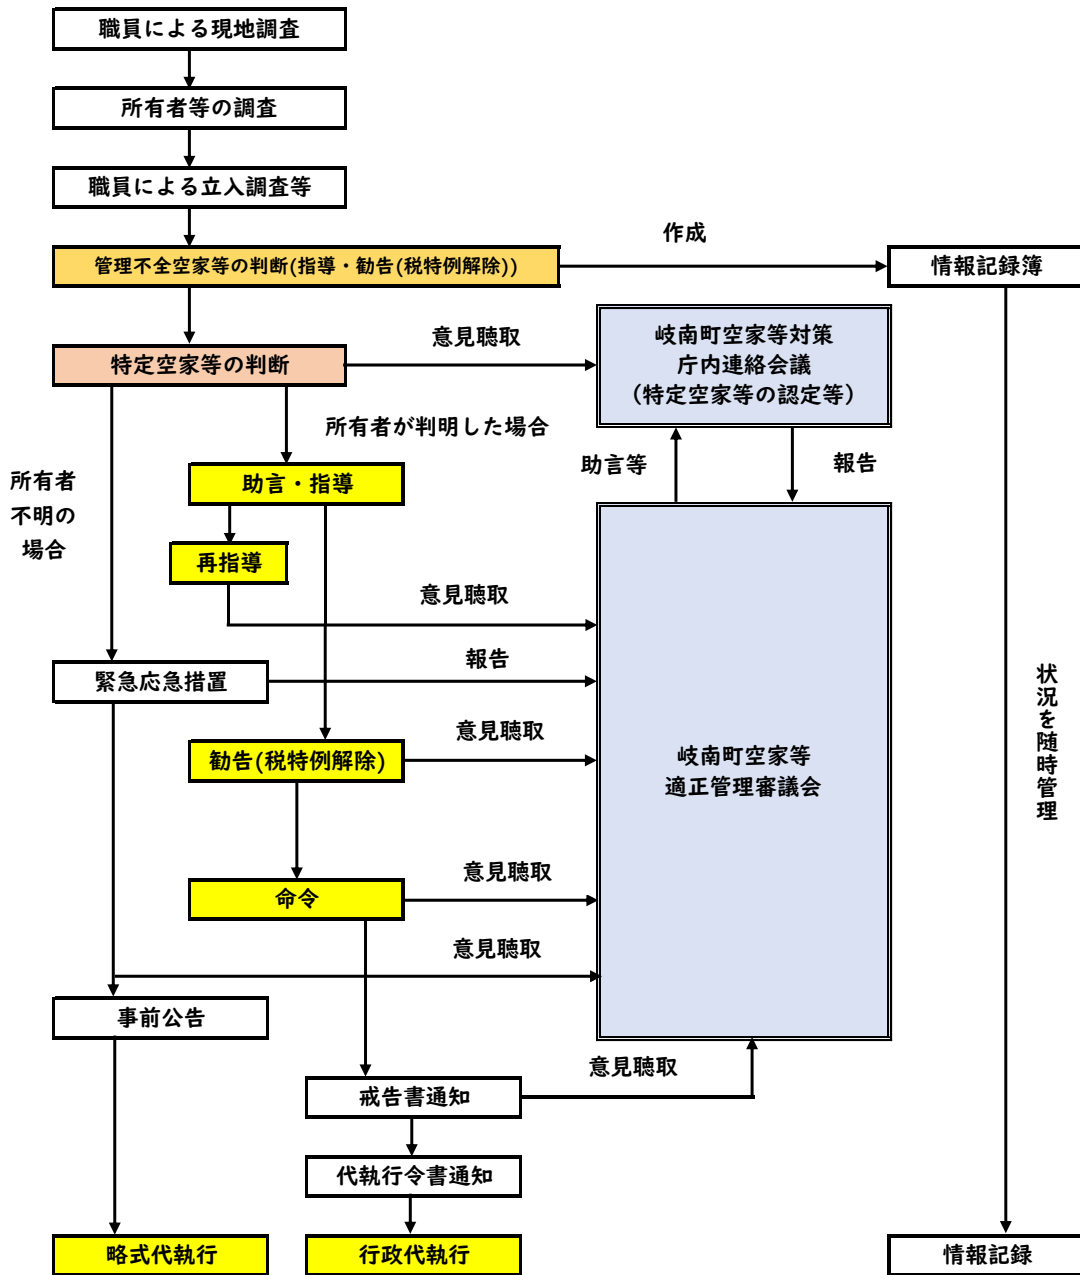 職員による現地調査
所有者等の調査
職員による立入調査等
作成
管理不全空家等の判断(指導・勧告(税特例解除))
情報記録簿
意見聴取
岐南町空家等対策
庁内連絡会議
(特定空家等の認定等)
特定空家等の判断
所有者が判明した場合
助言等
報告
所有者
不明の
場合
助言・指導
再指導
意見聴取
報告
緊急応急措置
状況を随時管理
意見聴取
勧告(税特例解除)
岐南町空家等
適正管理審議会
意見聴取
命令
意見聴取
事前公告
意見聴取
戒告書通知
代執行令書通知
略式代執行
行政代執行
情報記録